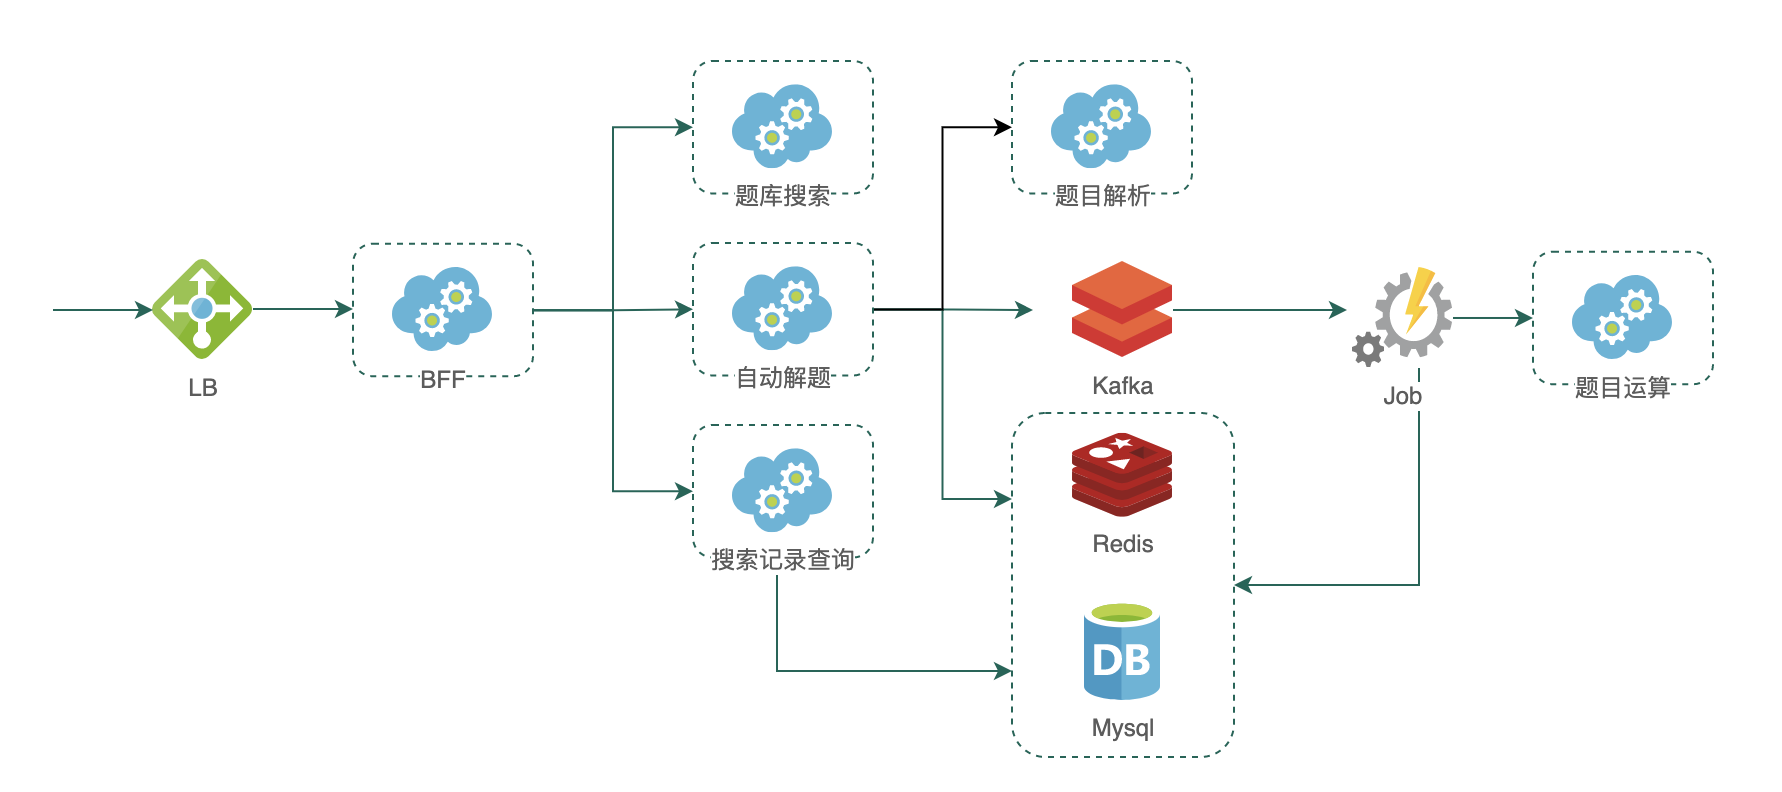 题库搜索
题目解析
LB
BFF
自动解题
Kafka
Job
题目运算
搜索记录查询
Redis
DB
Mysql